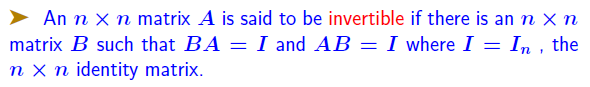 ➤ An n × n matrix A is said to be invertible if there is an n × n
matrix B such that BA = I and AB = I where I = Iₙ , the
n × n identity matrix.